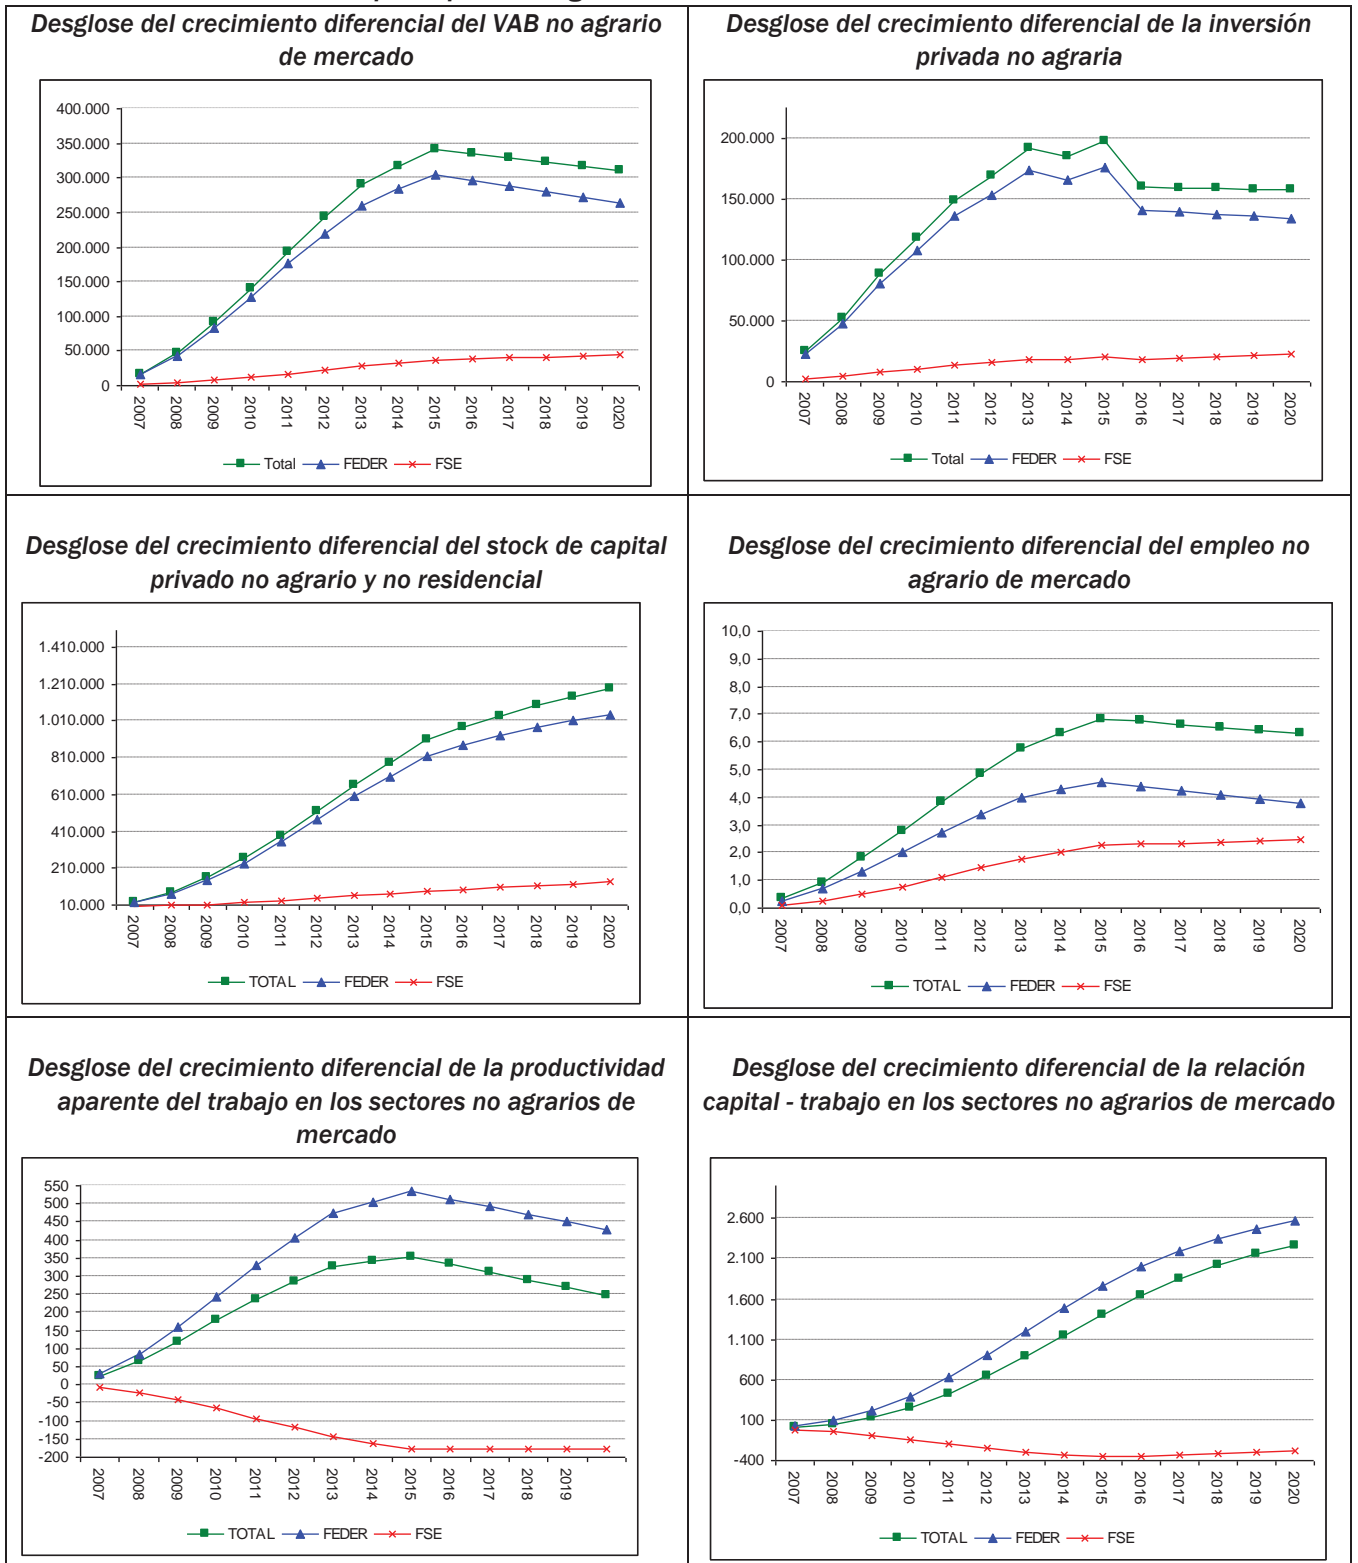 Desglose del crecimiento diferencial del VAB no agrario
de mercado
400.000
350.000
300.000
250.000
200.000
150.000
100.000
50.000
0
2007 2008 2009 2010 2011 2012 2013 2014 2015 2016 2017 2018 2019 2020
Total FEDER FSE
Desglose del crecimiento diferencial de la inversión
privada no agraria
200.000
150.000
100.000
50.000
0
2007 2008 2009 2010 2011 2012 2013 2014 2015 2016 2017 2018 2019 2020
Total FEDER FSE
Desglose del crecimiento diferencial del stock de capital
privado no agrario y no residencial
1.410.000
1.210.000
1.010.000
810.000
610.000
410.000
210.000
10.000
2007 2008 2009 2010 2011 2012 2013 2014 2015 2016 2017 2018 2019 2020
TOTAL FEDER FSE
Desglose del crecimiento diferencial del empleo no
agrario de mercado
10,0
9,0
8,0
7,0
6,0
5,0
4,0
3,0
2,0
1,0
0,0
2007 2008 2009 2010 2011 2012 2013 2014 2015 2016 2017 2018 2019 2020
TOTAL FEDER FSE
Desglose del crecimiento diferencial de la productividad
aparente del trabajo en los sectores no agrarios de
mercado
550
500
450
400
350
300
250
200
150
100
50
0
-50
-100
-150
-200
2007 2008 2009 2010 2011 2012 2013 2014 2015 2016 2017 2018 2019
TOTAL FEDER FSE
Desglose del crecimiento diferencial de la relación
capital - trabajo en los sectores no agrarios de mercado
2.600
2.100
1.600
1.100
600
100
-400
2007 2008 2009 2010 2011 2012 2013 2014 2015 2016 2017 2018 2019 2020
TOTAL FEDER FSE